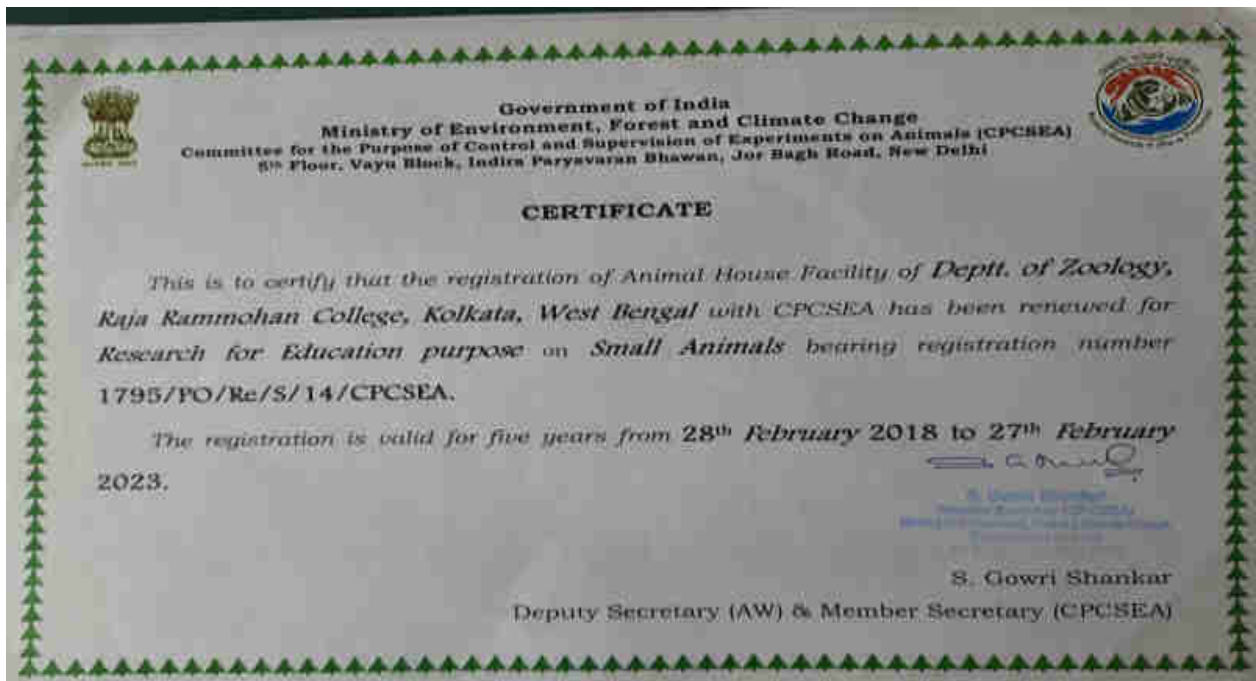 Government of India
Ministry of Environment, Forest and Climate Change
Committee for the Purpose of Control and Supervision of Experiments on Animals (CPCSEA)
5th Floor, Vayu Block, Indira Paryavaran Bhawan, Jor Bagh Road, New Delhi
CERTIFICATE
This is to certify that the registration of Animal House Facility of Deptt. of Zoology,
Raja Rammohan College, Kolkata, West Bengal with CPCSEA has been renewed for
Research for Education purpose on Small Animals bearing registration number
1795/PO/Re/S/14/CPCSEA.
The registration is valid for five years from 28th February 2018 to 27th February
2023.
S. Gowri Shankar
S. Gowri Shankar
Deputy Secretary (AW) & Member Secretary (CPCSEA)